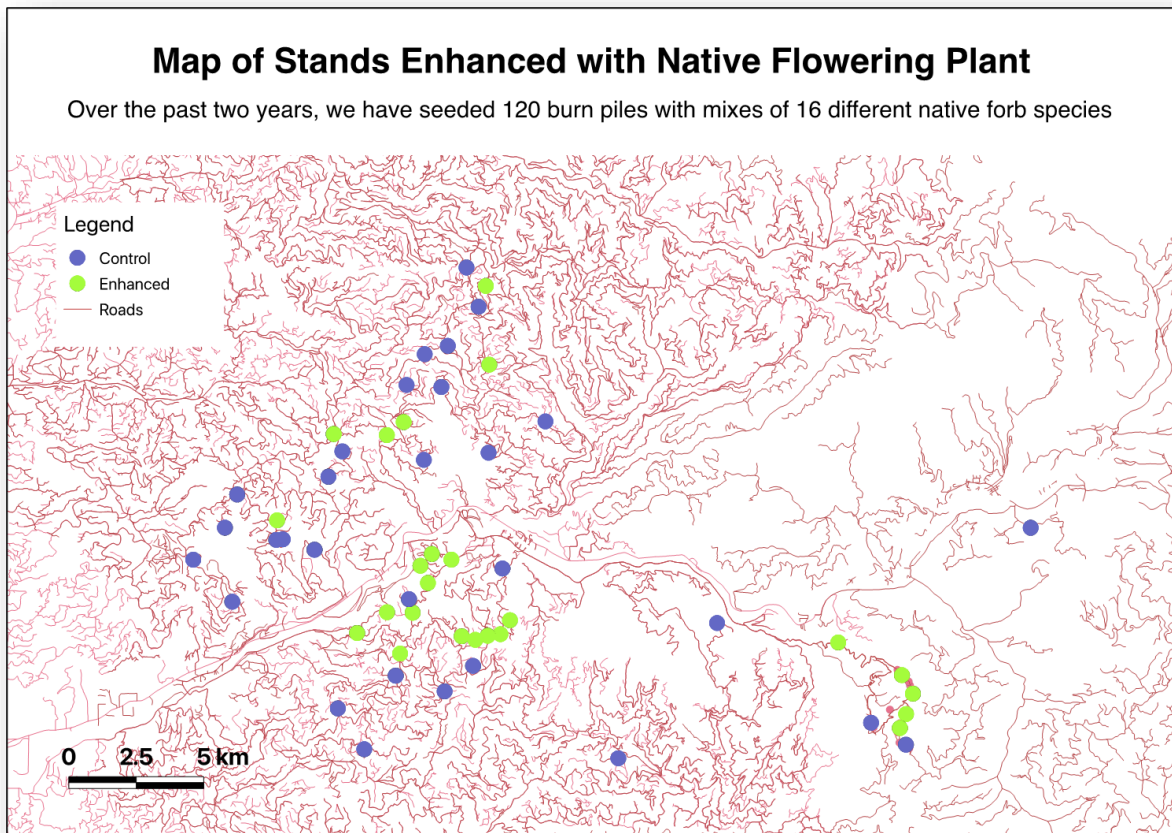 Map of Stands Enhanced with Native Flowering Plant
Over the past two years, we have seeded 120 burn piles with mixes of 16 different native forb species
Legend
Control
Enhanced
Roads
0 2.5 5 km